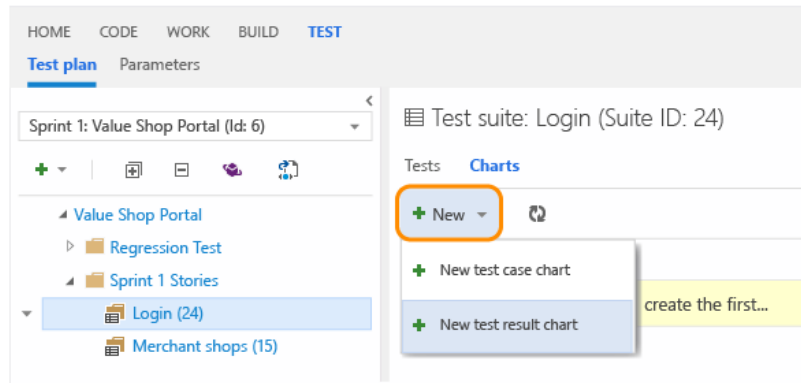 HOME CODE WORK BUILD TEST
Test plan Parameters
Sprint 1: Value Shop Portal (Id: 6)
Value Shop Portal
Regression Test
Sprint 1 Stories
Login (24)
Merchant shops (15)
Test suite: Login (Suite ID: 24)
Tests Charts
New
New test case chart
New test result chart
create the first...